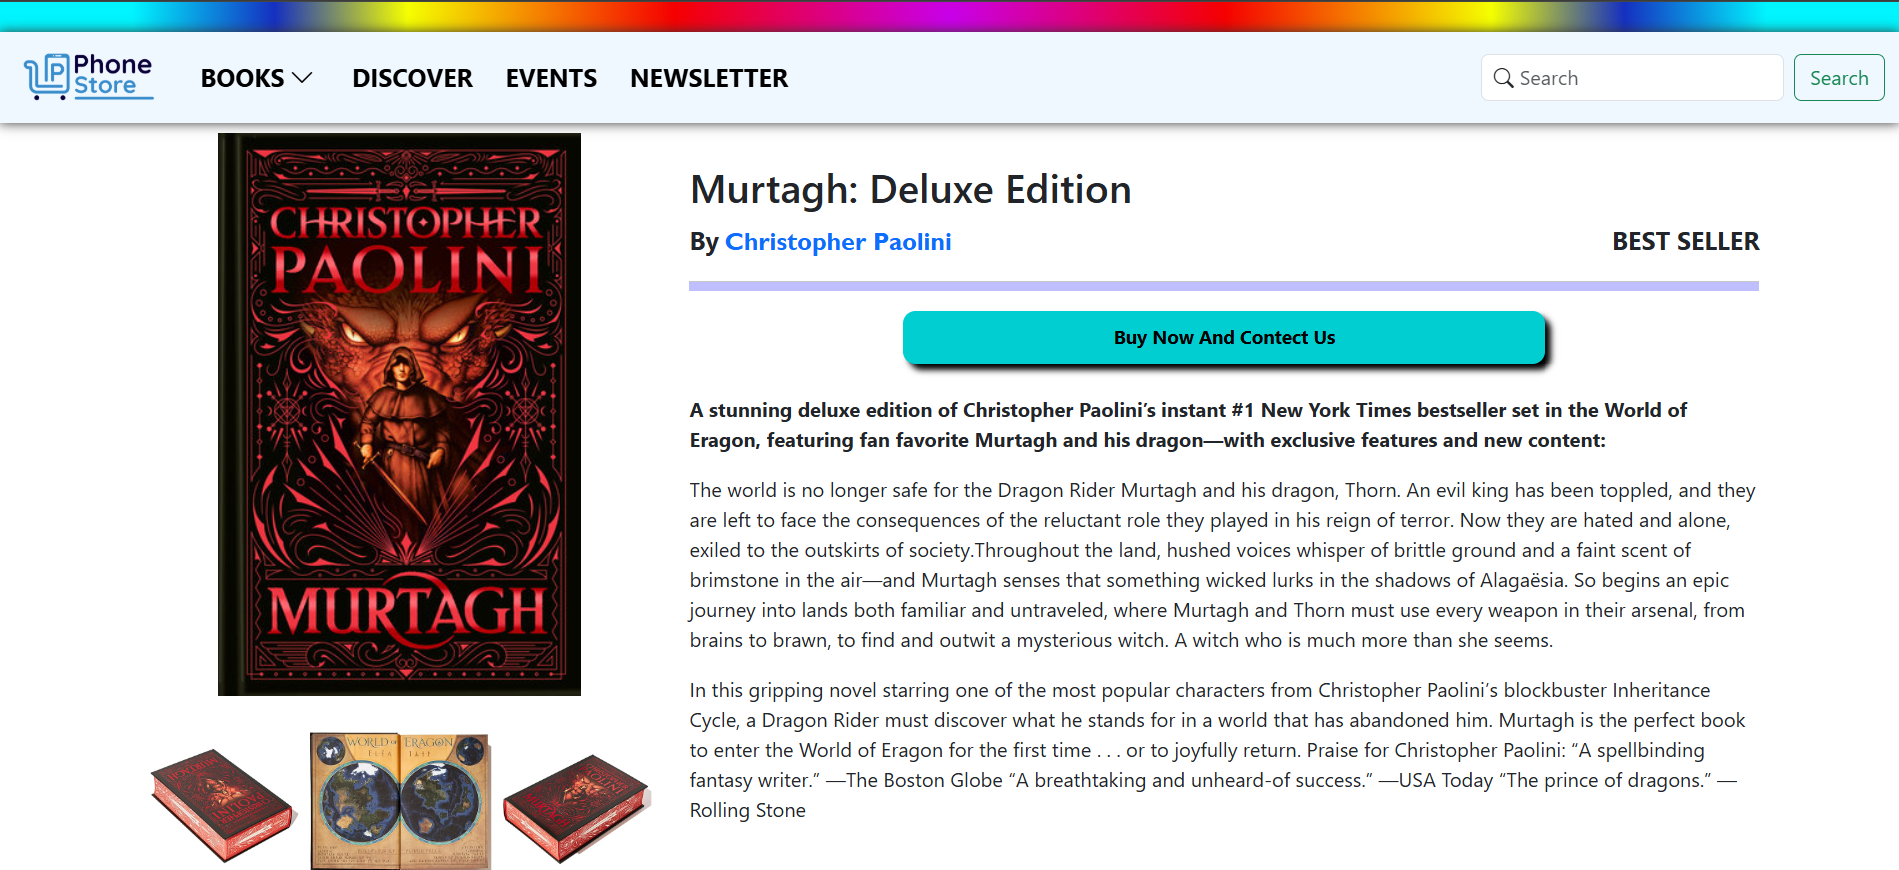 Phone
Store
BOOKS
DISCOVER
EVENTS
NEWSLETTER
Search
Search
CHRISTOPHER
PAOLINI
MURTAGH
Murtagh: Deluxe Edition
By Christopher Paolini
BEST SELLER
Buy Now And Contect Us
A stunning deluxe edition of Christopher Paolini’s instant #1 New York Times bestseller set in the World of
Eragon, featuring fan favorite Murtagh and his dragon—with exclusive features and new content:
The world is no longer safe for the Dragon Rider Murtagh and his dragon, Thorn. An evil king has been toppled, and they
are left to face the consequences of the reluctant role they played in his reign of terror. Now they are hated and alone,
exiled to the outskirts of society.Throughout the land, hushed voices whisper of brittle ground and a faint scent of
brimstone in the air—and Murtagh senses that something wicked lurks in the shadows of Alagaësia. So begins an epic
journey into lands both familiar and untraveled, where Murtagh and Thorn must use every weapon in their arsenal, from
brains to brawn, to find and outwit a mysterious witch. A witch who is much more than she seems.
In this gripping novel starring one of the most popular characters from Christopher Paolini’s blockbuster Inheritance
Cycle, a Dragon Rider must discover what he stands for in a world that has abandoned him. Murtagh is the perfect book
to enter the World of Eragon for the first time . . . or to joyfully return. Praise for Christopher Paolini: “A spellbinding
fantasy writer.” —The Boston Globe “A breathtaking and unheard-of success.” —USA Today “The prince of dragons.” —
Rolling Stone
WORLD OF ERAGON
MURTAGH